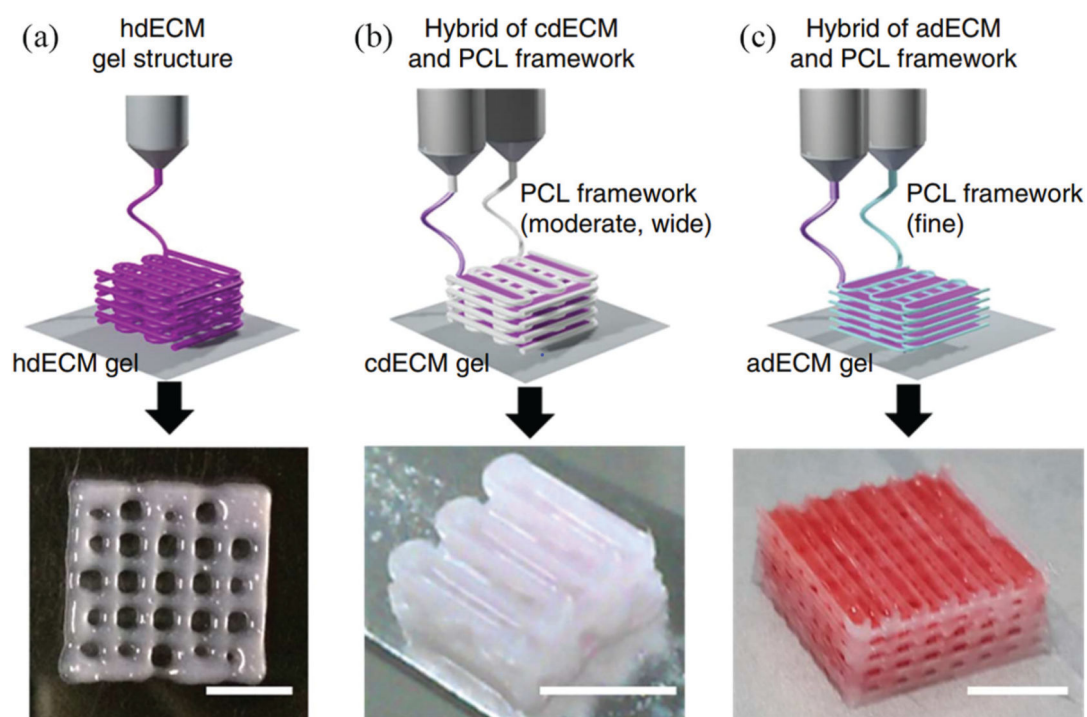 (a)
hdECM
gel structure
(b)
Hybrid of cdECM
and PCL framework
(c)
Hybrid of adECM
and PCL framework
PCL framework
(moderate, wide)
PCL framework
(fine)
hdECM gel
cdECM gel
adECM gel